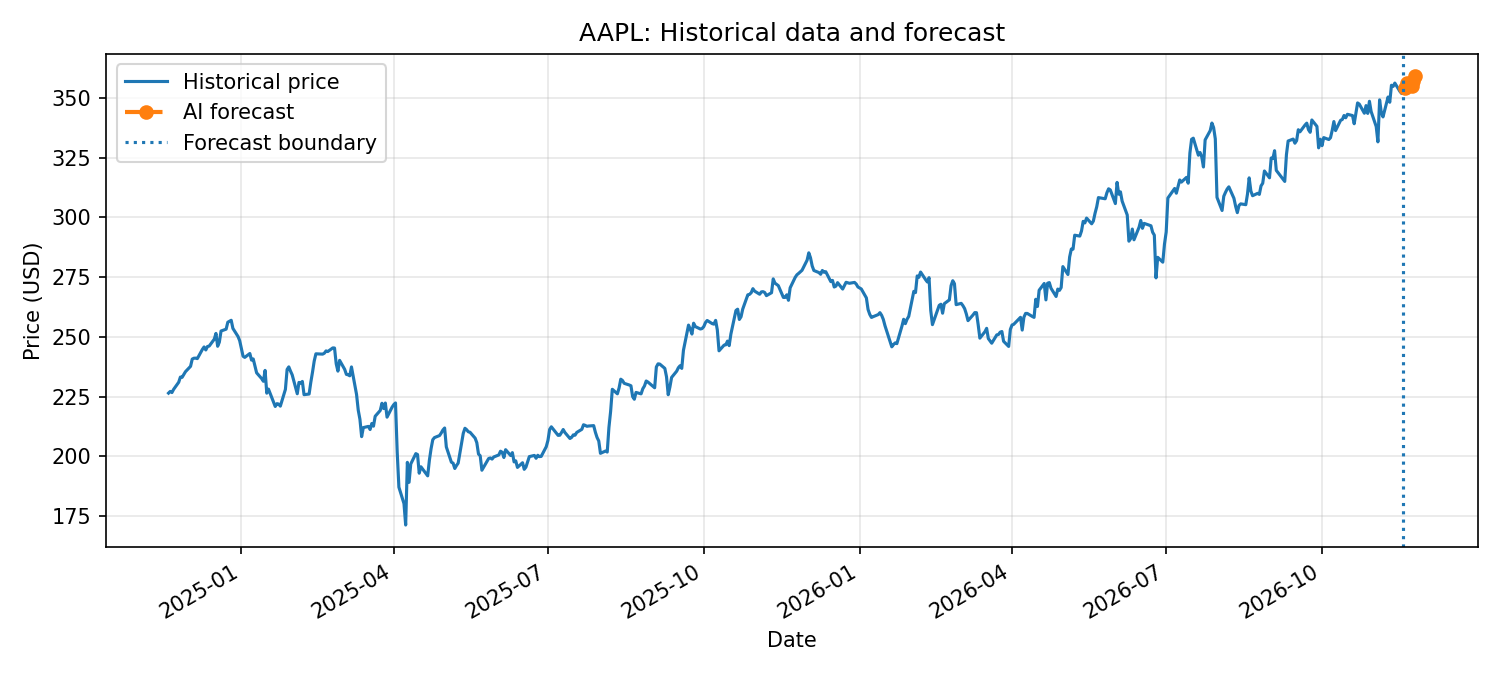 AAPL: Historical data and forecast
Historical price
AI forecast
Forecast boundary
Price (USD)
350
325
300
275
250
225
200
175
2025-01
2025-04
2025-07
2025-10
2026-01
2026-04
2026-07
2026-10
Date